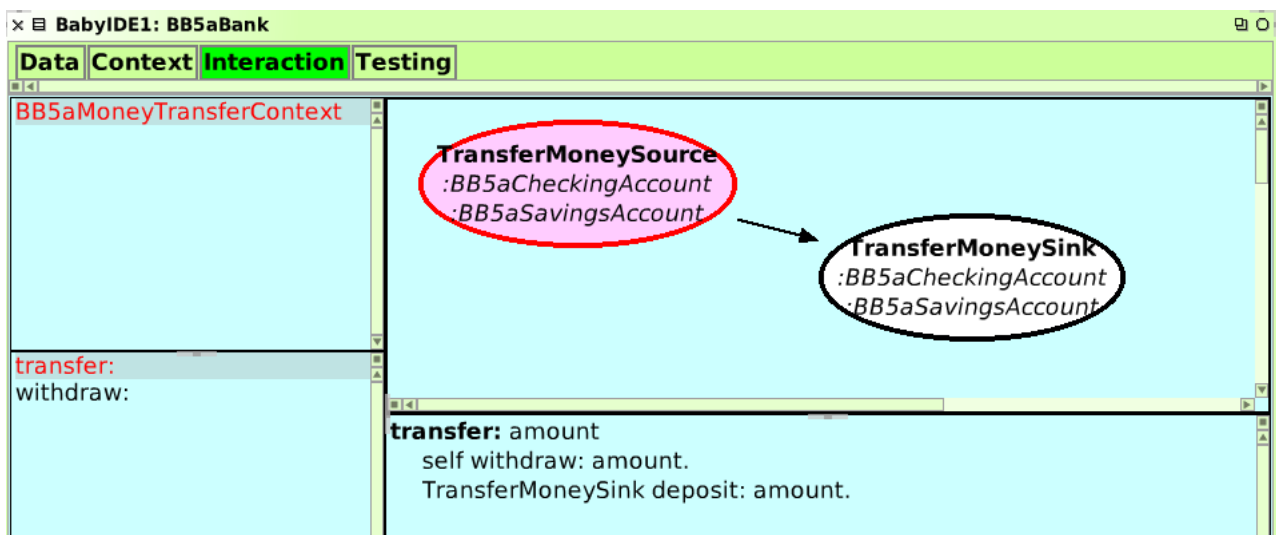 BabyIDE1: BB5aBank
Data Context Interaction Testing
BB5aMoneyTransferContext
TransferMoneySource
:BB5aCheckingAccount
:BB5aSavingsAccount
TransferMoneySink
:BB5aCheckingAccount
:BB5aSavingsAccount
transfer:
withdraw:
transfer: amount
self withdraw: amount.
TransferMoneySink deposit: amount.